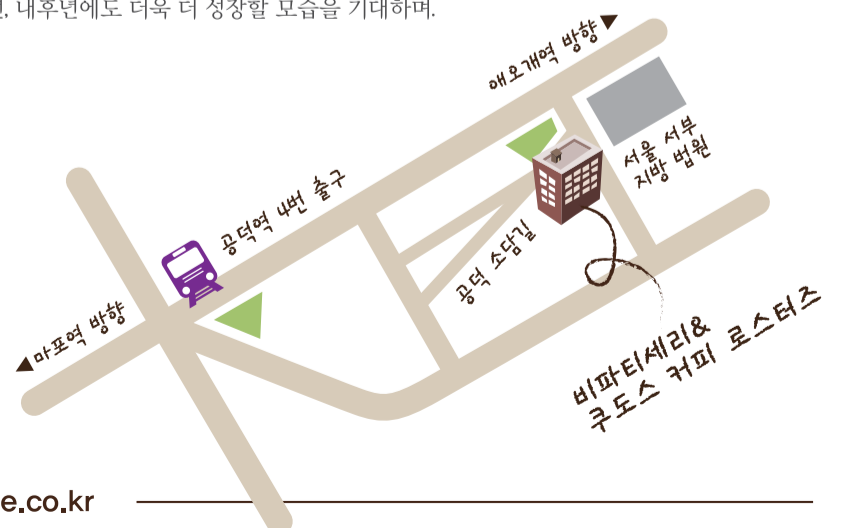 내후년에도 더욱 더 성장할 모습을 기대하며.
애오개역 방향▶
서울 서부
지방 법원
공덕역 4번 출구
공덕 소담길
◀마포역 방향
비파티세리&
쿠도스 커피 로스터즈
e.co.kr